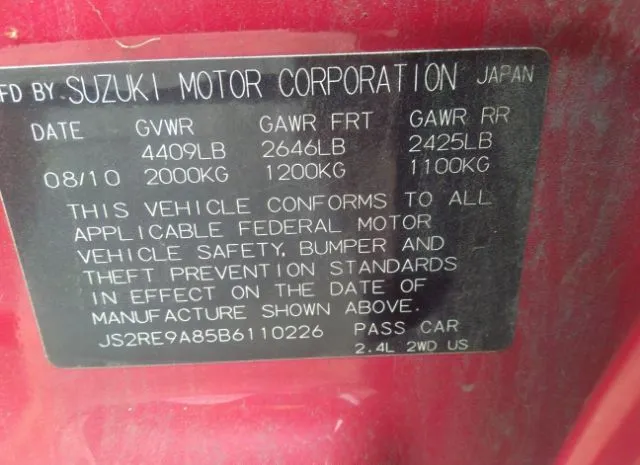 FD BY SUZUKI MOTOR CORPORATION JAPAN
DATE GVWR GAWR FRT GAWR RR
4409LB 2646LB 2425LB
08/10 2000KG 1200KG 1100KG
THIS VEHICLE CONFORMS TO ALL
APPLICABLE FEDERAL MOTOR
VEHICLE SAFETY, BUMPER AND
THEFT PREVENTION STANDARDS
IN EFFECT ON THE DATE OF
MANUFACTURE SHOWN ABOVE.
JS2RE9A85B6110226 PASS CAR
2.4L 2WD US